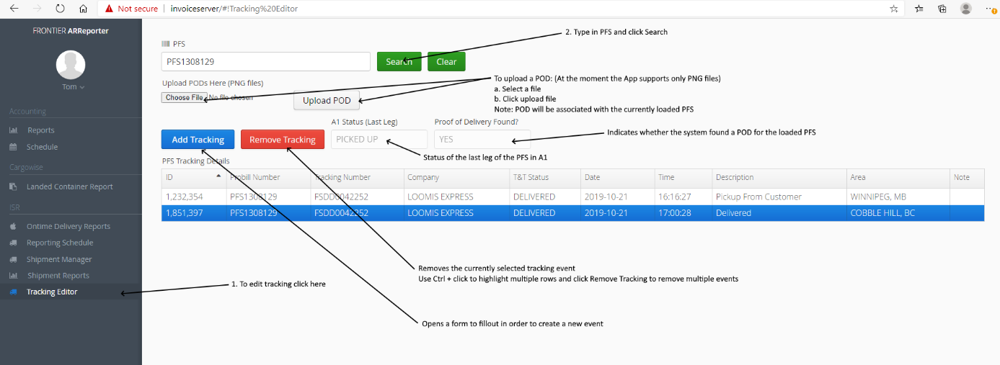 Not secure | invoiceserver/#!Tracking%20Editor
FRONTIER ARReporter
Tom
Accounting
Reports
Schedule
Cargowise
Landed Container Report
ISR
Ontime Delivery Reports
Reporting Schedule
Shipment Manager
Shipment Reports
Tracking Editor
2. Type in PFS and click Search
PFS
PFS1308129
Search
Clear
Upload PODs Here (PNG files)
Choose File No file chosen
Upload POD
To upload a POD: (At the moment the App supports only PNG files)
a. Select a file
b. Click upload file
Note: POD will be associated with the currently loaded PFS
A1 Status (Last Leg)
Proof of Delivery Found?
Add Tracking
Remove Tracking
PICKED UP
YES
Indicates whether the system found a POD for the loaded PFS
Status of the last leg of the PFS in A1
PFS Tracking Details
ID Probill Number Tracking Number Company T&T Status Date Time Description Area Note
1,232,354 PFS1308129 FSDD0042252 LOOMIS EXPRESS DELIVERED 2019-10-21 16:16:27 Pickup From Customer WINNIPEG, MB
1,851,397 PFS1308129 FSDD0042252 LOOMIS EXPRESS DELIVERED 2019-10-21 17:00:28 Delivered COBBLE HILL, BC
Removes the currently selected tracking event
Use Ctrl + click to highlight multiple rows and click Remove Tracking to remove multiple events
1. To edit tracking click here
Opens a form to fillout in order to create a new event